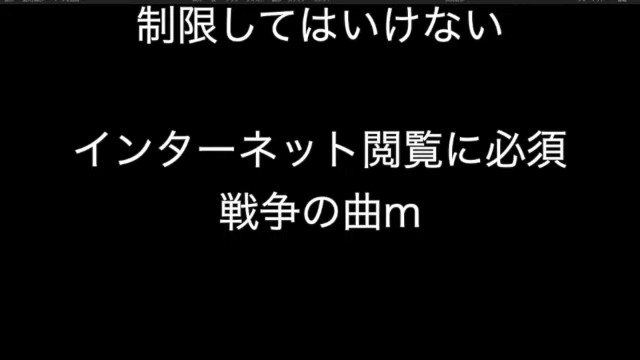 制限してはいけない
インターネット閲覧に必須
戦争の曲m